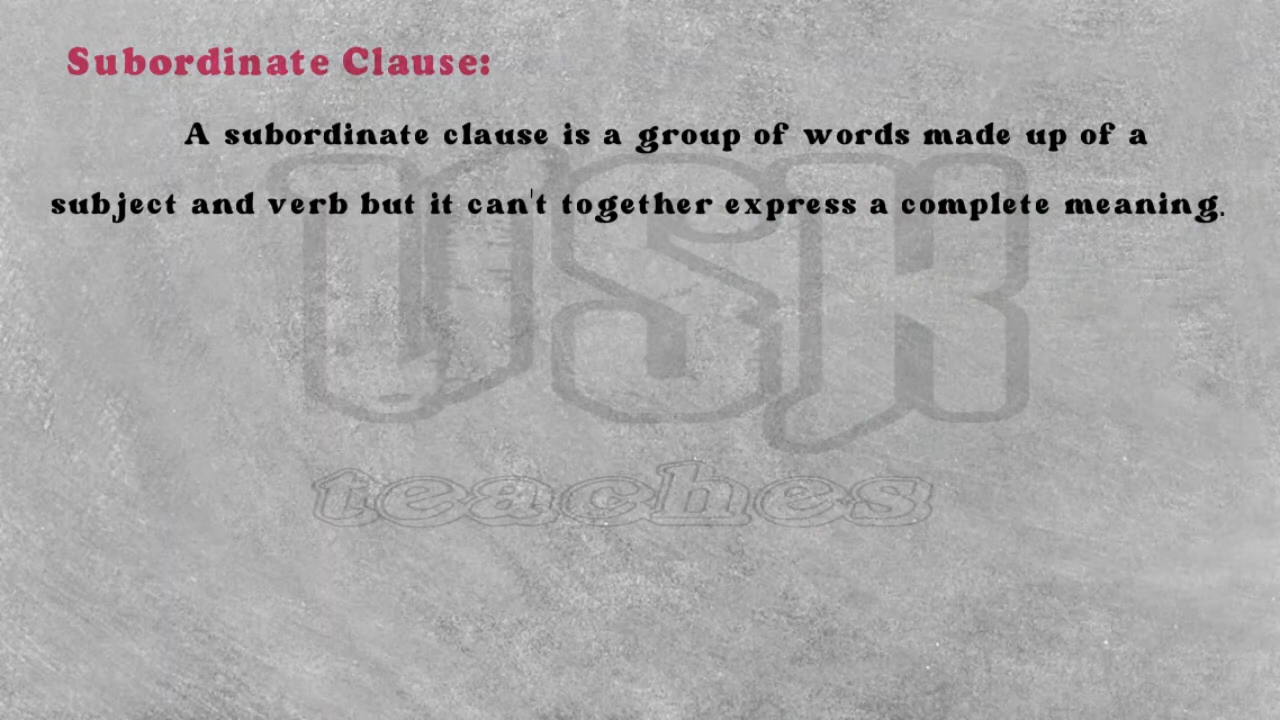 Subordinate Clause:
A subordinate clause is a group of words made up of a
subject and verb but it can't together express a complete meaning.
VSK
teaches